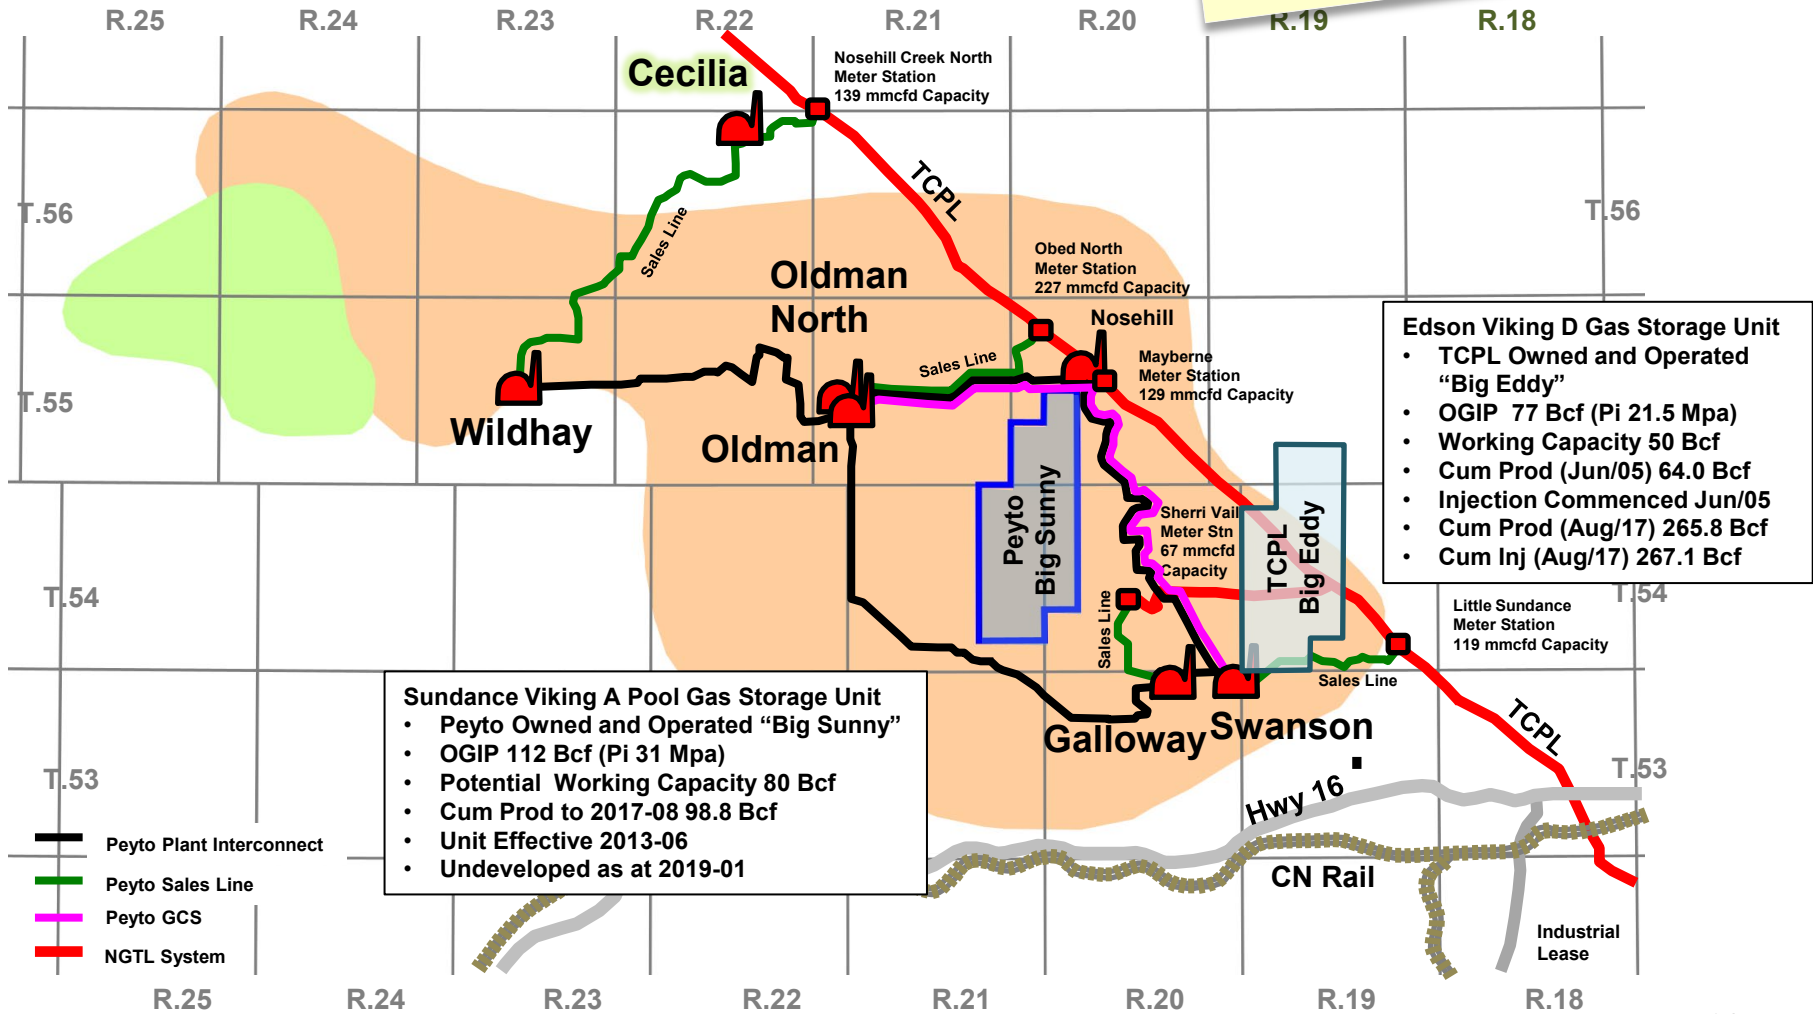 R.25 R.24 R.23 R.22 R.21 R.20 R.19 R.18
Cecilia
Nosehill Creek North
Meter Station
139 mmcfd Capacity
TCPL
T.56
T.56
Sales Line
Oldman
North
Obed North
Meter Station
227 mmcfd Capacity
Nosehill
Sales Line
Mayberne
Meter Station
129 mmcfd Capacity
T.55
Wildhay
Oldman
Edson Viking D Gas Storage Unit
• TCPL Owned and Operated
“Big Eddy”
• OGIP 77 Bcf (Pi 21.5 Mpa)
• Working Capacity 50 Bcf
• Cum Prod (Jun/05) 64.0 Bcf
• Injection Commenced Jun/05
• Cum Prod (Aug/17) 265.8 Bcf
• Cum Inj (Aug/17) 267.1 Bcf
Peyto
Big Sunny
Sherri Vail
Meter Stn
67 mmcfd
Capacity
TCPL
Big Eddy
T.54
T.54
Sales Line
Little Sundance
Meter Station
119 mmcfd Capacity
Sales Line
Galloway
Swanson
TCPL
Sundance Viking A Pool Gas Storage Unit
• Peyto Owned and Operated “Big Sunny”
• OGIP 112 Bcf (Pi 31 Mpa)
• Potential Working Capacity 80 Bcf
• Cum Prod to 2017-08 98.8 Bcf
• Unit Effective 2013-06
• Undeveloped as at 2019-01
T.53
T.53
Hwy 16
CN Rail
Industrial
Lease
Peyto Plant Interconnect
Peyto Sales Line
Peyto GCS
NGTL System
R.25 R.24 R.23 R.22 R.21 R.20 R.19 R.18